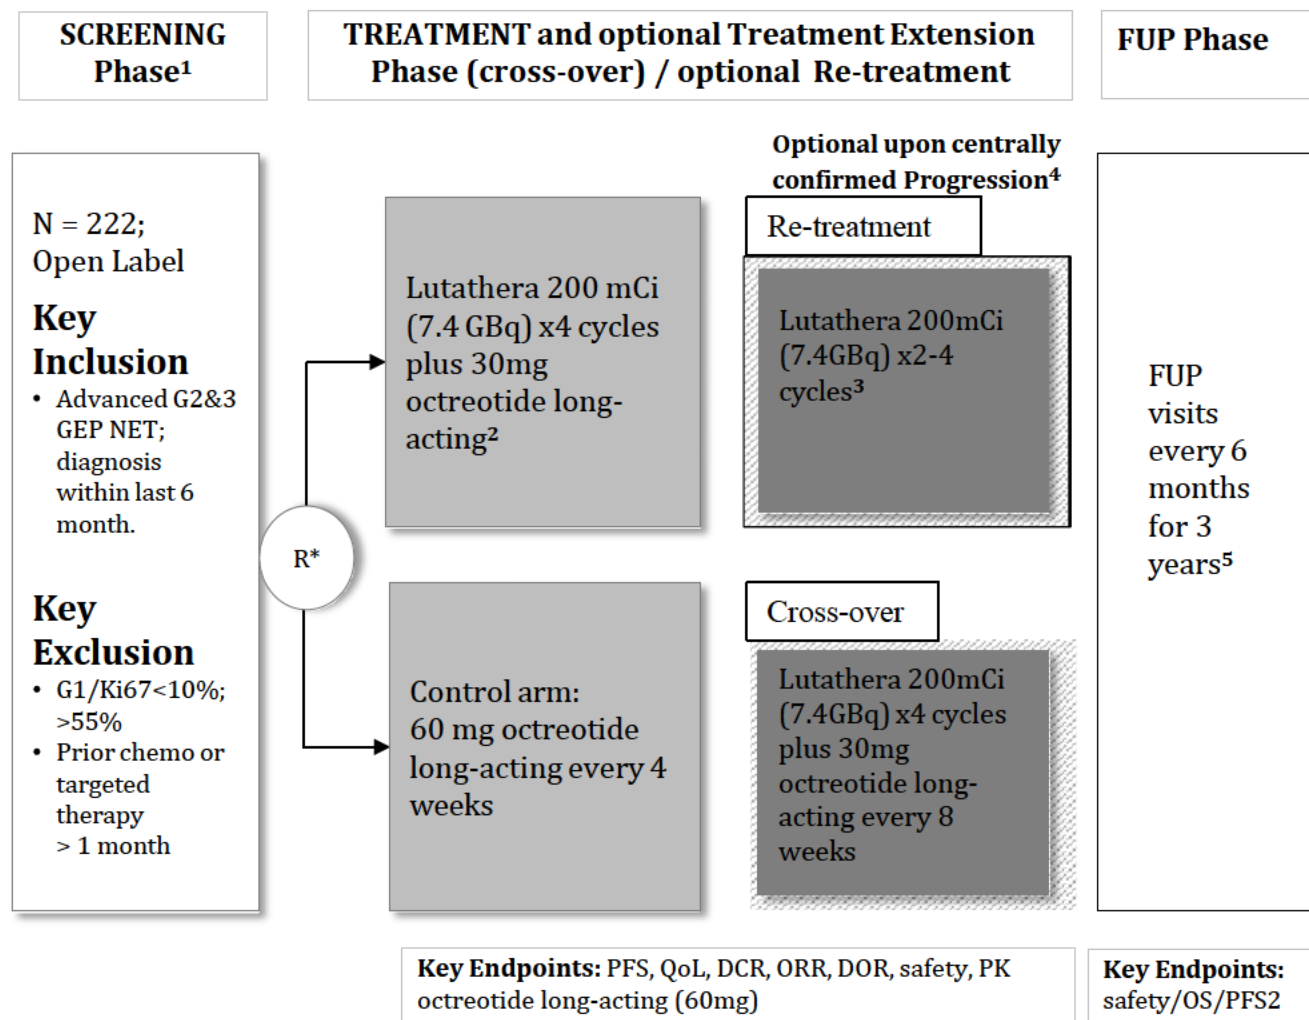 SCREENING
Phase¹
TREATMENT and optional Treatment Extension
Phase (cross-over) / optional Re-treatment
FUP Phase
N = 222;
Open Label
Key
Inclusion
• Advanced G2&3
GEP NET;
diagnosis
within last 6
month.
Key
Exclusion
• G1/Ki67<10%;
>55%
• Prior chemo or
targeted
therapy
> 1 month
R*
Lutathera 200 mCi
(7.4 GBq) x4 cycles
plus 30mg
octreotide long-
acting²
Control arm:
60 mg octreotide
long-acting every 4
weeks
Optional upon centrally
confirmed Progression⁴
Re-treatment
Lutathera 200mCi
(7.4GBq) x2-4
cycles³
Cross-over
Lutathera 200mCi
(7.4GBq) x4 cycles
plus 30mg
octreotide long-
acting every 8
weeks
FUP
visits
every 6
months
for 3
years⁵
Key Endpoints: PFS, QoL, DCR, ORR, DOR, safety, PK
octreotide long-acting (60mg)
Key Endpoints:
safety/OS/PFS2